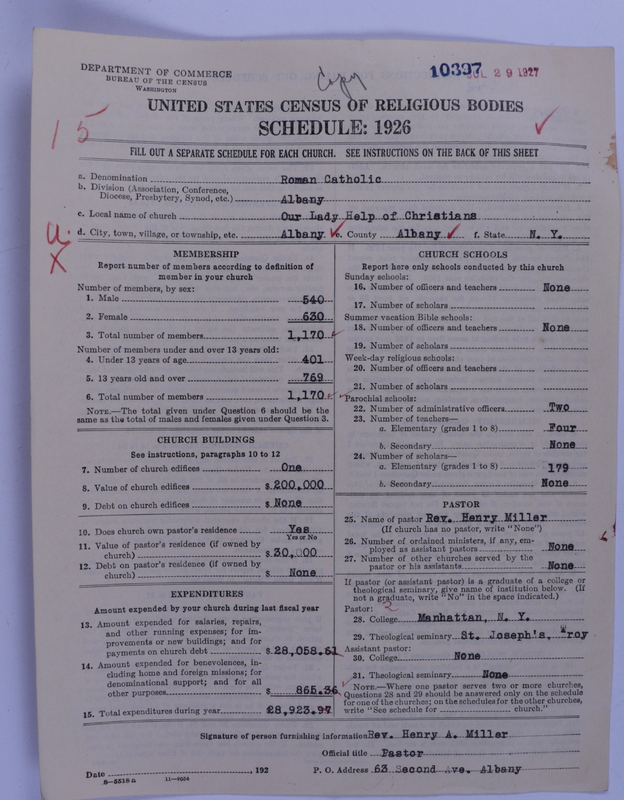 DEPARTMENT OF COMMERCE
BUREAU OF THE CENSUS
WASHINGTON
Copy
10397 JUL 29 1927
UNITED STATES CENSUS OF RELIGIOUS BODIES
SCHEDULE: 1926
15
FILL OUT A SEPARATE SCHEDULE FOR EACH CHURCH. SEE INSTRUCTIONS ON THE BACK OF THIS SHEET
a. Denomination Roman Catholic
b. Division (Association, Conference, Diocese, Presbytery, Synod, etc.) Albany
c. Local name of church Our Lady Help of Christians
d. City, town, village, or township, etc. Albany e. County Albany f. State N. Y.
X
MEMBERSHIP
Report number of members according to definition of
member in your church
Number of members, by sex:
1. Male 540
2. Female 630
3. Total number of members 1,170
Number of members under and over 13 years old:
4. Under 13 years of age 401
5. 13 years old and over 769
6. Total number of members 1,170
NOTE.—The total given under Question 6 should be
same as the total of males and females given under Question 3.
CHURCH BUILDINGS
See instructions, paragraphs 10 to 12
7. Number of church edifices One
8. Value of church edifices $ 200,000
9. Debt on church edifices $ None
10. Does church own pastor's residence Yes
Yes or No
11. Value of pastor's residence (if owned by
church) $ 30,000
12. Debt on pastor's residence (if owned by
church) $ None
EXPENDITURES
Amount expended by your church during last fiscal year
13. Amount expended for salaries, repairs,
and other running expenses; for im-
provements or new buildings; and for
payments on church debt $ 28,058.61
14. Amount expended for benevolences, in-
cluding home and foreign missions; for
denominational support; and for all
other purposes $ 865.36
15. Total expenditures during year 28,923.97
CHURCH SCHOOLS
Report here only schools conducted by this church
Sunday schools:
16. Number of officers and teachers None
17. Number of scholars
Summer vacation Bible schools:
18. Number of officers and teachers None
19. Number of scholars
Week-day religious schools:
20. Number of officers and teachers
21. Number of scholars
Parochial schools:
22. Number of administrative officers Two
23. Number of teachers—
a. Elementary (grades 1 to 8) Four
b. Secondary None
24. Number of scholars—
a. Elementary (grades 1 to 8) 179
b. Secondary None
PASTOR
25. Name of pastor Rev. Henry Miller
(If church has no pastor, write "None")
26. Number of ordained ministers, if any, em-
ployed as assistant pastors None
27. Number of other churches served by the
pastor or his assistants None
If pastor (or assistant pastor) is a graduate of a college or
theological seminary, give name of institution below. (If
not a graduate, write "No" in the space indicated.)
Pastor: 2
28. College Manhattan, N. Y.
29. Theological seminary St. Joseph's, Troy
Assistant pastor:
30. College None
31. Theological seminary None
NOTE.—Where one pastor serves two or more churches,
Questions 28 and 29 should be answered only on the schedule
for one of the churches; on the schedules for the other churches,
write "See schedule for church."
Signature of person furnishing information Rev. Henry A. Miller
Official title Pastor
Date , 192 P. O. Address 63 Second Ave. Albany
8-5518a 11-9054